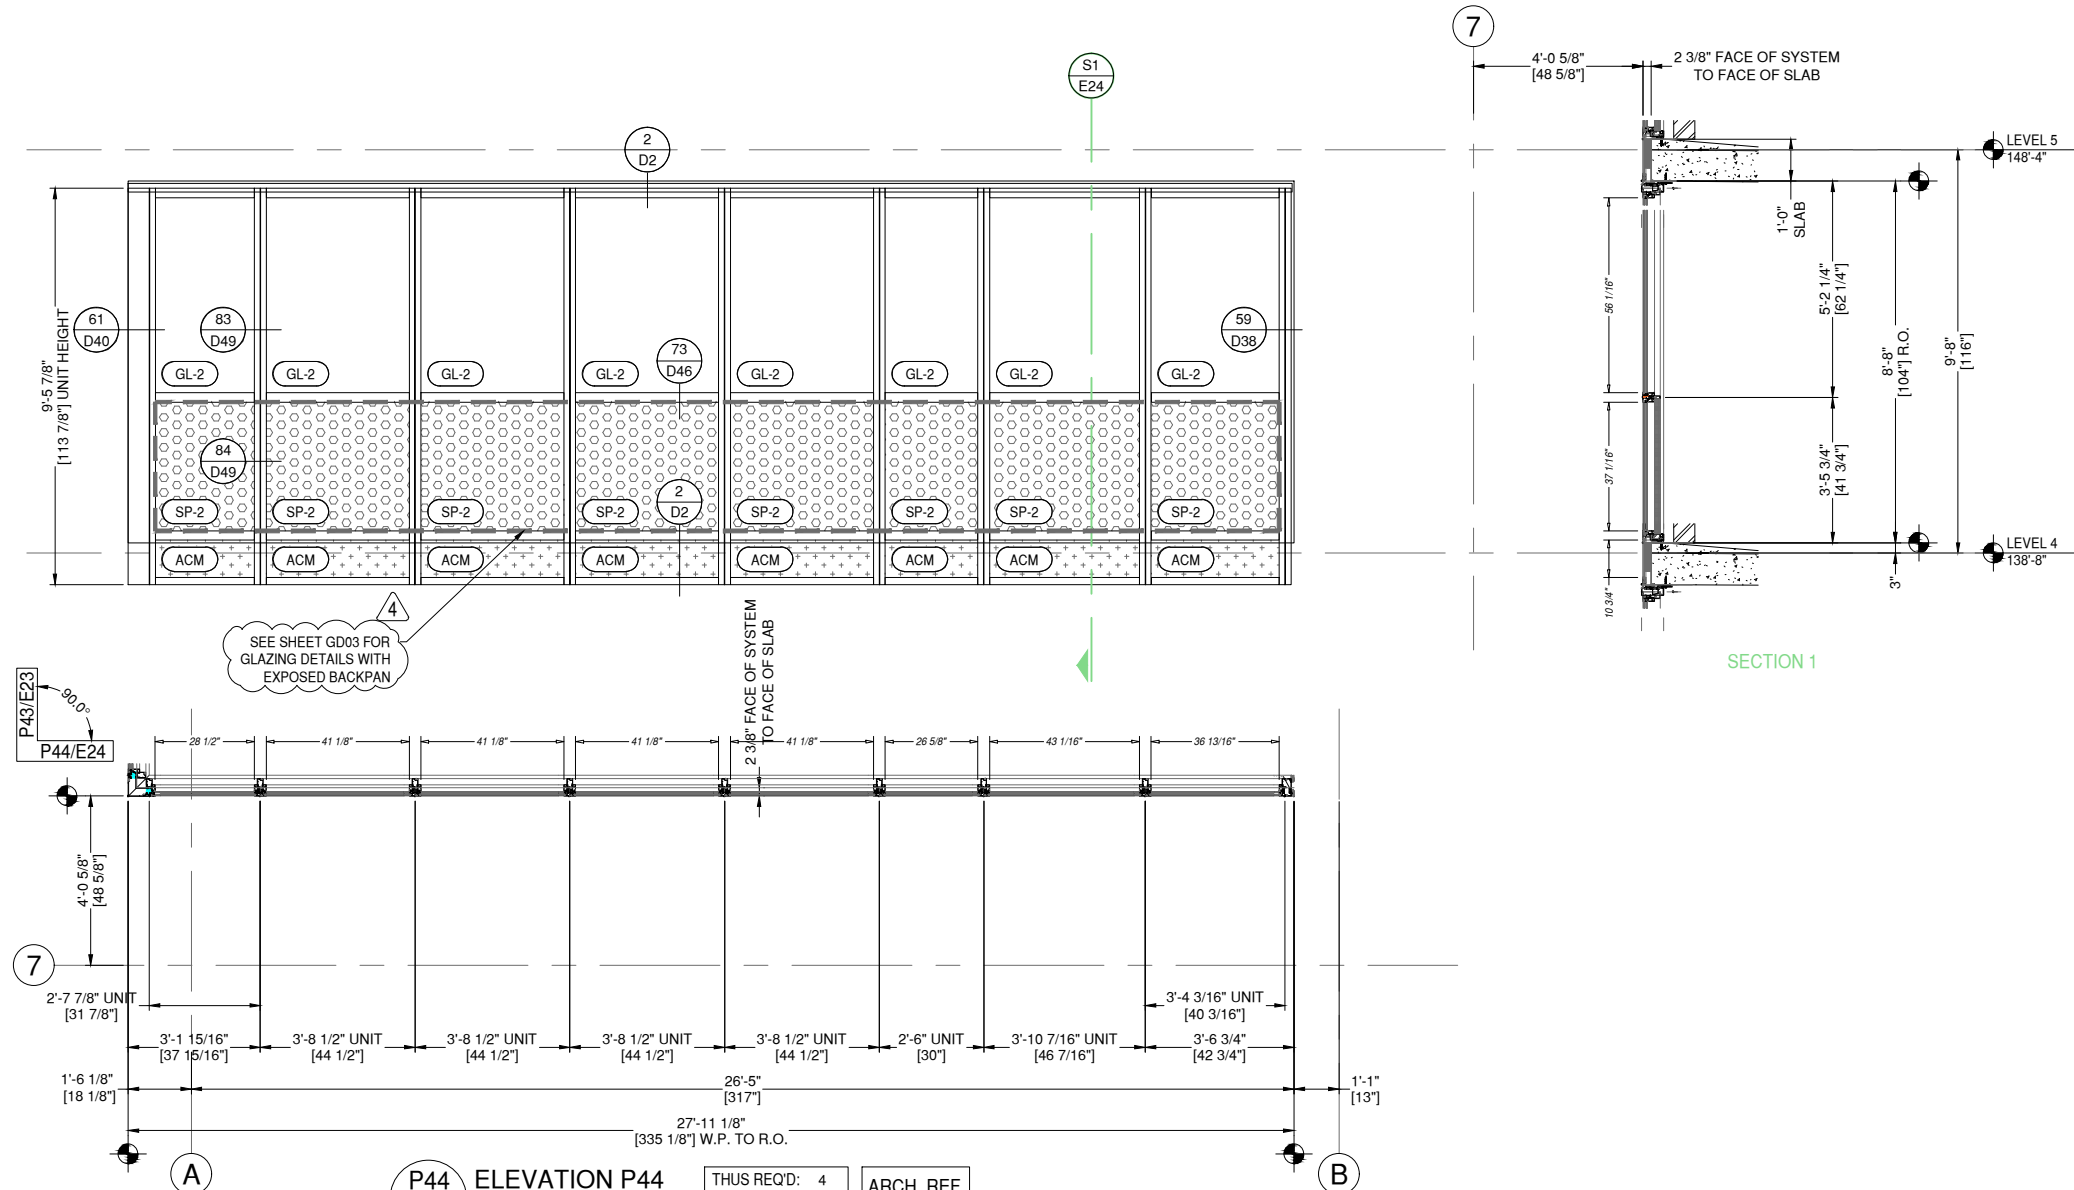 7
4'-0 5/8"
[48 5/8"]
2 3/8" FACE OF SYSTEM
TO FACE OF SLAB
S1
E24
2
D2
LEVEL 5
148'-4"
1'-0"
SLAB
5'-2 1/4"
[62 1/4"]
8'-8"
[104"] R.O.
9'-8"
[116"]
56 1/16"
37 1/16"
10 3/4"
3'-5 3/4"
[41 3/4"]
3"
LEVEL 4
138'-8"
SECTION 1
9'-5 7/8"
[113 7/8"] UNIT HEIGHT
61
D40
83
D49
73
D46
59
D38
GL-2
GL-2
GL-2
GL-2
GL-2
GL-2
GL-2
GL-2
84
D49
2
D2
SP-2
SP-2
SP-2
SP-2
SP-2
SP-2
SP-2
SP-2
ACM
ACM
ACM
ACM
ACM
ACM
ACM
ACM
4
SEE SHEET GD03 FOR
GLAZING DETAILS WITH
EXPOSED BACKPAN
2 3/8" FACE OF SYSTEM
TO FACE OF SLAB
P43/E23
90.0°
P44/E24
28 1/2"
41 1/8"
41 1/8"
41 1/8"
41 1/8"
26 5/8"
43 1/16"
36 13/16"
4'-0 5/8"
[48 5/8"]
7
2'-7 7/8" UNIT
[31 7/8"]
3'-4 3/16" UNIT
[40 3/16"]
3'-1 15/16"
[37 15/16"]
3'-8 1/2" UNIT
[44 1/2"]
3'-8 1/2" UNIT
[44 1/2"]
3'-8 1/2" UNIT
[44 1/2"]
3'-8 1/2" UNIT
[44 1/2"]
2'-6" UNIT
[30"]
3'-10 7/16" UNIT
[46 7/16"]
3'-6 3/4"
[42 3/4"]
1'-6 1/8"
[18 1/8"]
26'-5"
[317"]
1'-1"
[13"]
27'-11 1/8"
[335 1/8"] W.P. TO R.O.
A
B
P44
ELEVATION P44
THUS REQ'D: 4
ARCH. REF.